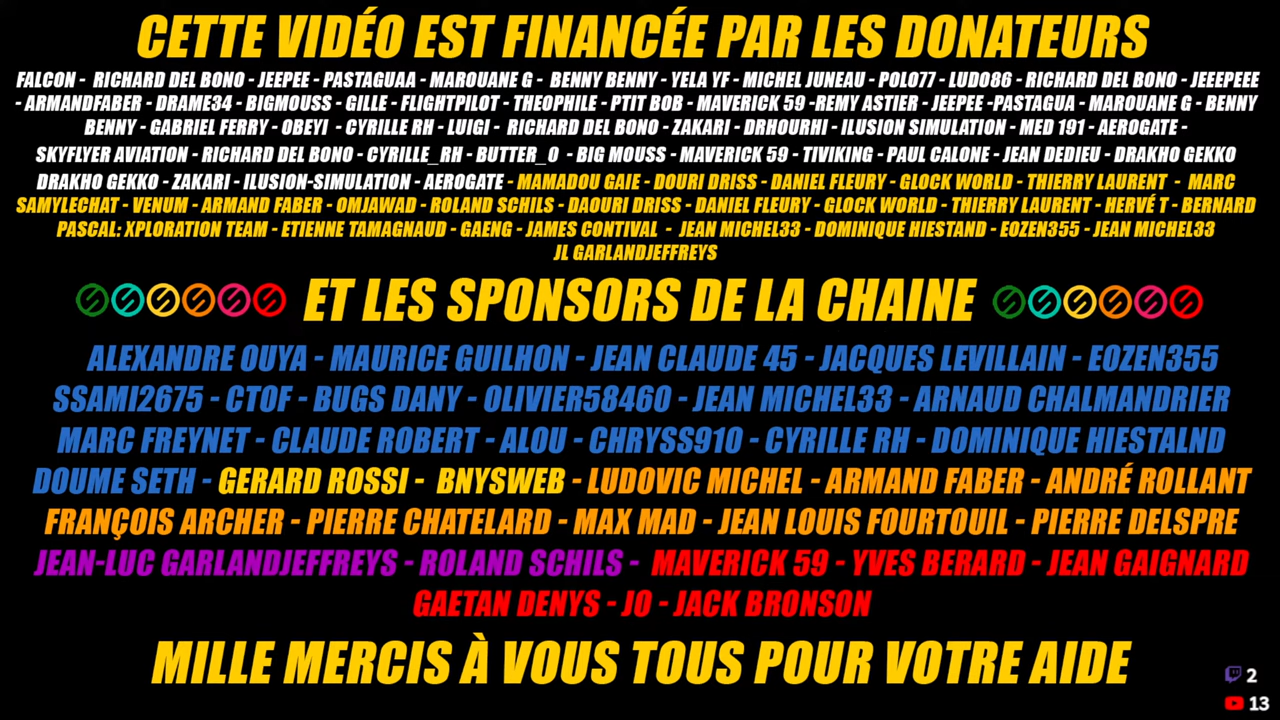 CETTE VIDÉO EST FINANCÉE PAR LES DONATEURS
FALCON - RICHARD DEL BONO - JEEPEE - PASTAGUAA - MAROUANE G - BENNY BENNY - YELA YF - MICHEL JUNEAU - POLO77 - LUDO86 - RICHARD DEL BONO - JEEEPEEE
- ARMANDFABER - DRAME34 - BIGMOUSS - GILLE - FLIGHTPILOT - THEOPHILE - PTIT BOB - MAVERICK 59 -REMY ASTIER - JEEPEE -PASTAGUA - MAROUANE G - BENNY
BENNY - GABRIEL FERRY - OBEYI - CYRILLE RH - LUIGI - RICHARD DEL BONO - ZAKARI - DRHOURHI - ILUSION SIMULATION - MED 191 - AEROGATE -
SKYFLYER AVIATION - RICHARD DEL BONO - CYRILLE_RH - BUTTER_O - BIG MOUSS - MAVERICK 59 - TIVIKING - PAUL CALONE - JEAN DEDIEU - DRAKHO GEKKO
DRAKHO GEKKO - ZAKARI - ILUSION-SIMULATION - AEROGATE - MAMADOU GAIE - DOURI DRISS - DANIEL FLEURY - GLOCK WORLD - THIERRY LAURENT - MARC
SAMYLECHAT - VENUM - ARMAND FABER - OMJAWAD - ROLAND SCHILS - DAOURI DRISS - DANIEL FLEURY - GLOCK WORLD - THIERRY LAURENT - HERVÉ T - BERNARD
PASCAL: XPLORATION TEAM - ETIENNE TAMAGNAUD - GAENG - JAMES CONTIVAL - JEAN MICHEL33 - DOMINIQUE HIESTAND - EOZEN355 - JEAN MICHEL33
JL GARLANDJEFFREYS
ET LES SPONSORS DE LA CHAINE
ALEXANDRE OUYA - MAURICE GUILHON - JEAN CLAUDE 45 - JACQUES LEVILLAIN - EOZEN355
SSAMI2675 - CTOF - BUGS DANY - OLIVIER58460 - JEAN MICHEL33 - ARNAUD CHALMANDRIER
MARC FREYNET - CLAUDE ROBERT - ALOU - CHRYSS910 - CYRILLE RH - DOMINIQUE HIESTALND
DOUME SETH - GERARD ROSSI - BNYSWEB - LUDOVIC MICHEL - ARMAND FABER - ANDRÉ ROLLANT
FRANÇOIS ARCHER - PIERRE CHATELARD - MAX MAD - JEAN LOUIS FOURTOUIL - PIERRE DELSPRE
JEAN-LUC GARLANDJEFFREYS - ROLAND SCHILS - MAVERICK 59 - YVES BERARD - JEAN GAIGNARD
GAETAN DENYS - JO - JACK BRONSON
MILLE MERCIS À VOUS TOUS POUR VOTRE AIDE
2
13